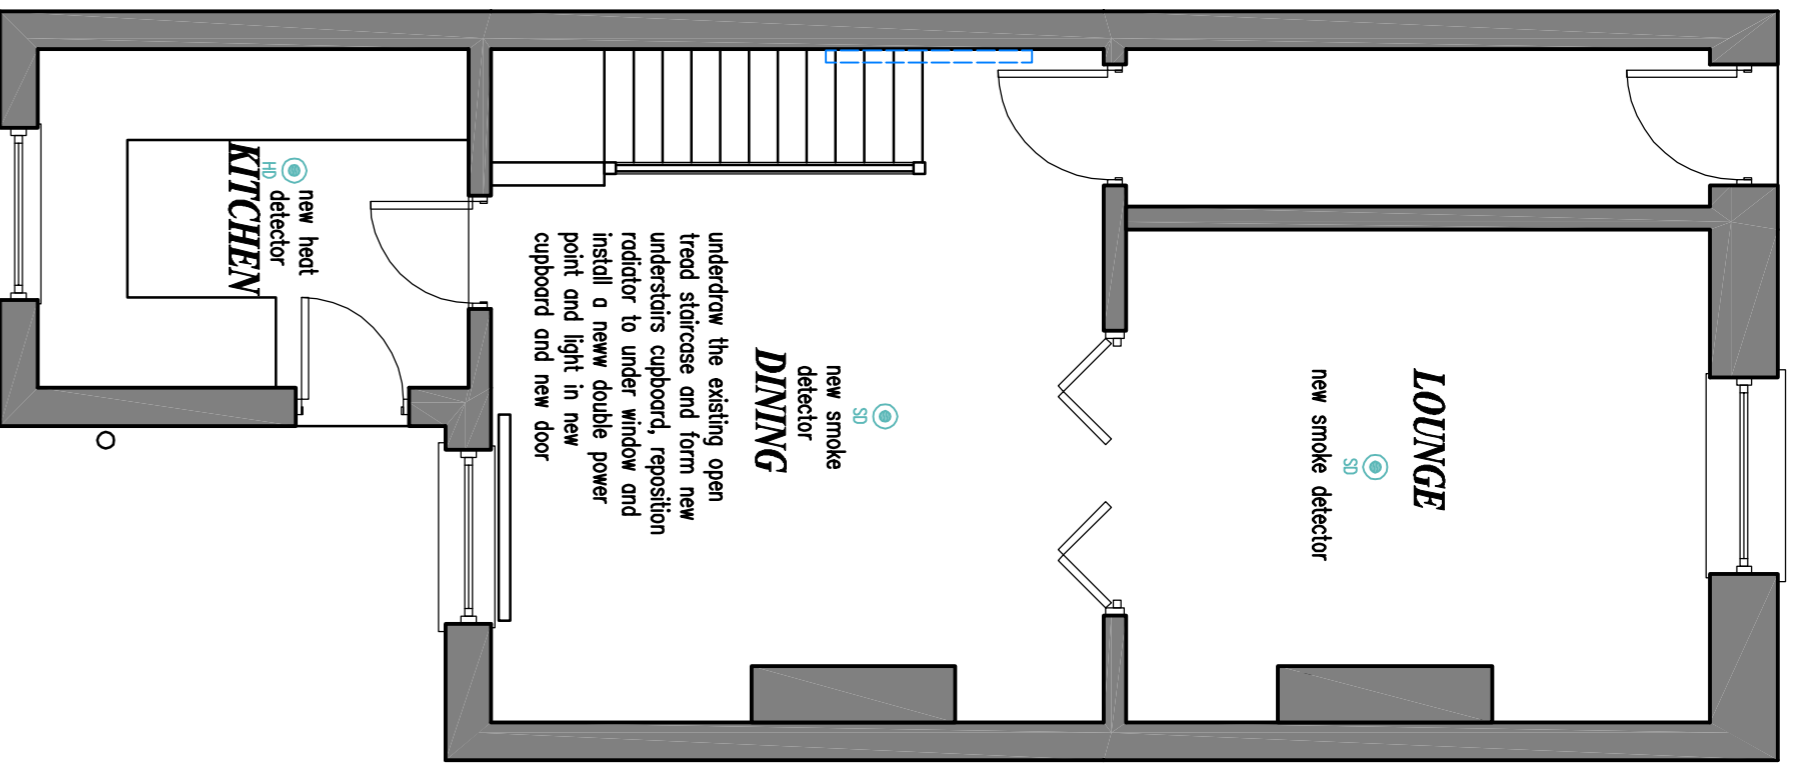 LOUNGE
SD
new smoke detector
SD
new smoke
detector
DINING
underdraw the existing open
tread staircase and form new
understairs cupboard, reposition
radiator to under window and
install a neww double power
point and light in new
cupboard and new door
new heat
detector
HD
KITCHEN